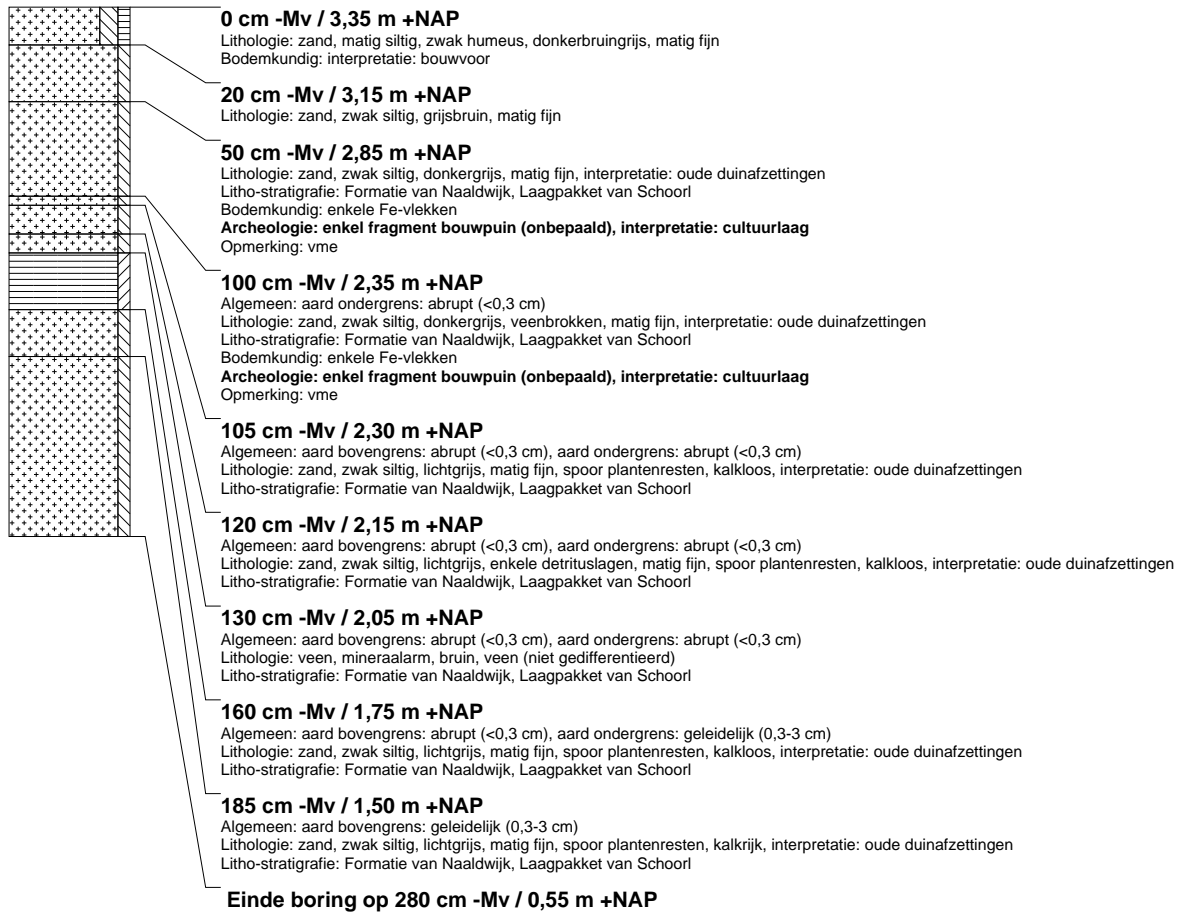 0 cm -Mv / 3,35 m +NAP
Lithologie: zand, matig siltig, zwak humeus, donkerbruingrijs, matig fijn
Bodemkundig: interpretatie: bouwvoor
20 cm -Mv / 3,15 m +NAP
Lithologie: zand, zwak siltig, grijsbruin, matig fijn
50 cm -Mv / 2,85 m +NAP
Lithologie: zand, zwak siltig, donkergrijs, matig fijn, interpretatie: oude duinafzettingen
Litho-stratigrafie: Formatie van Naaldwijk, Laagpakket van Schoorl
Bodemkundig: enkele Fe-vlekken
Archeologie: enkel fragment bouwpuin (onbepaald), interpretatie: cultuurlaag
Opmerking: vme
100 cm -Mv / 2,35 m +NAP
Algemeen: aard ondergrens: abrupt (<0,3 cm)
Lithologie: zand, zwak siltig, donkergrijs, veenbrokken, matig fijn, interpretatie: oude duinafzettingen
Litho-stratigrafie: Formatie van Naaldwijk, Laagpakket van Schoorl
Bodemkundig: enkele Fe-vlekken
Archeologie: enkel fragment bouwpuin (onbepaald), interpretatie: cultuurlaag
Opmerking: vme
105 cm -Mv / 2,30 m +NAP
Algemeen: aard bovengrens: abrupt (<0,3 cm), aard ondergrens: abrupt (<0,3 cm)
Lithologie: zand, zwak siltig, lichtgrijs, matig fijn, spoor plantenresten, kalkloos, interpretatie: oude duinafzettingen
Litho-stratigrafie: Formatie van Naaldwijk, Laagpakket van Schoorl
120 cm -Mv / 2,15 m +NAP
Algemeen: aard bovengrens: abrupt (<0,3 cm), aard ondergrens: abrupt (<0,3 cm)
Lithologie: zand, zwak siltig, lichtgrijs, enkele detrituslagen, matig fijn, spoor plantenresten, kalkloos, interpretatie: oude duinafzettingen
Litho-stratigrafie: Formatie van Naaldwijk, Laagpakket van Schoorl
130 cm -Mv / 2,05 m +NAP
Algemeen: aard bovengrens: abrupt (<0,3 cm), aard ondergrens: abrupt (<0,3 cm)
Lithologie: veen, mineraalarm, bruin, veen (niet gedifferentieerd)
Litho-stratigrafie: Formatie van Naaldwijk, Laagpakket van Schoorl
160 cm -Mv / 1,75 m +NAP
Algemeen: aard bovengrens: abrupt (<0,3 cm), aard ondergrens: geleidelijk (0,3-3 cm)
Lithologie: zand, zwak siltig, lichtgrijs, matig fijn, spoor plantenresten, kalkloos, interpretatie: oude duinafzettingen
Litho-stratigrafie: Formatie van Naaldwijk, Laagpakket van Schoorl
185 cm -Mv / 1,50 m +NAP
Algemeen: aard bovengrens: geleidelijk (0,3-3 cm)
Lithologie: zand, zwak siltig, lichtgrijs, matig fijn, spoor plantenresten, kalkrijk, interpretatie: oude duinafzettingen
Litho-stratigrafie: Formatie van Naaldwijk, Laagpakket van Schoorl
Einde boring op 280 cm -Mv / 0,55 m +NAP